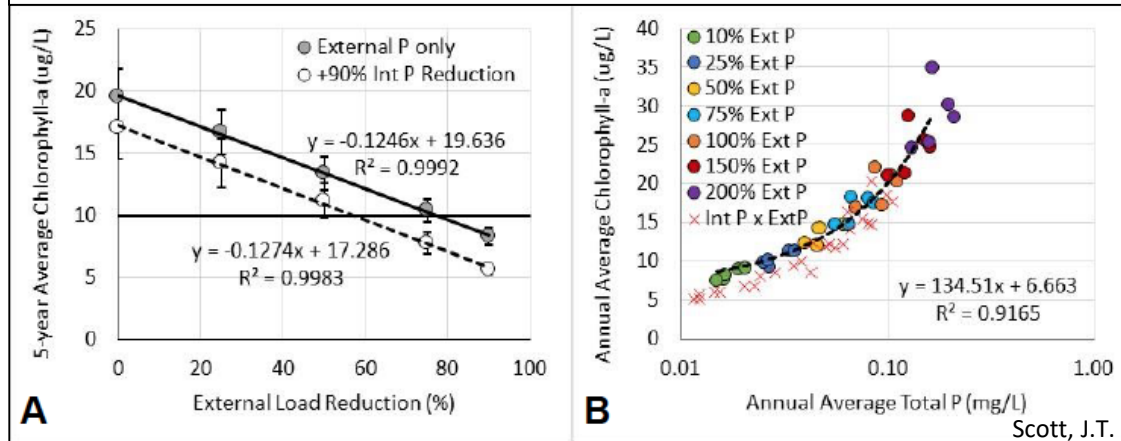 25
20
15
10
5
0
5-year Average Chlorophyll-a (ug/L)
External P only
+90% Int P Reduction
y = -0.1246x + 19.636
R² = 0.9992
y = -0.1274x + 17.286
R² = 0.9983
0 20 40 60 80 100
External Load Reduction (%)
A
40
35
30
25
20
15
10
5
0
Annual Average Chlorophyll-a (ug/L)
10% Ext P
25% Ext P
50% Ext P
75% Ext P
100% Ext P
150% Ext P
200% Ext P
Int P x ExtP
y = 134.51x + 6.663
R² = 0.9165
0.01 0.10 1.00
Annual Average Total P (mg/L)
B
Scott, J.T.